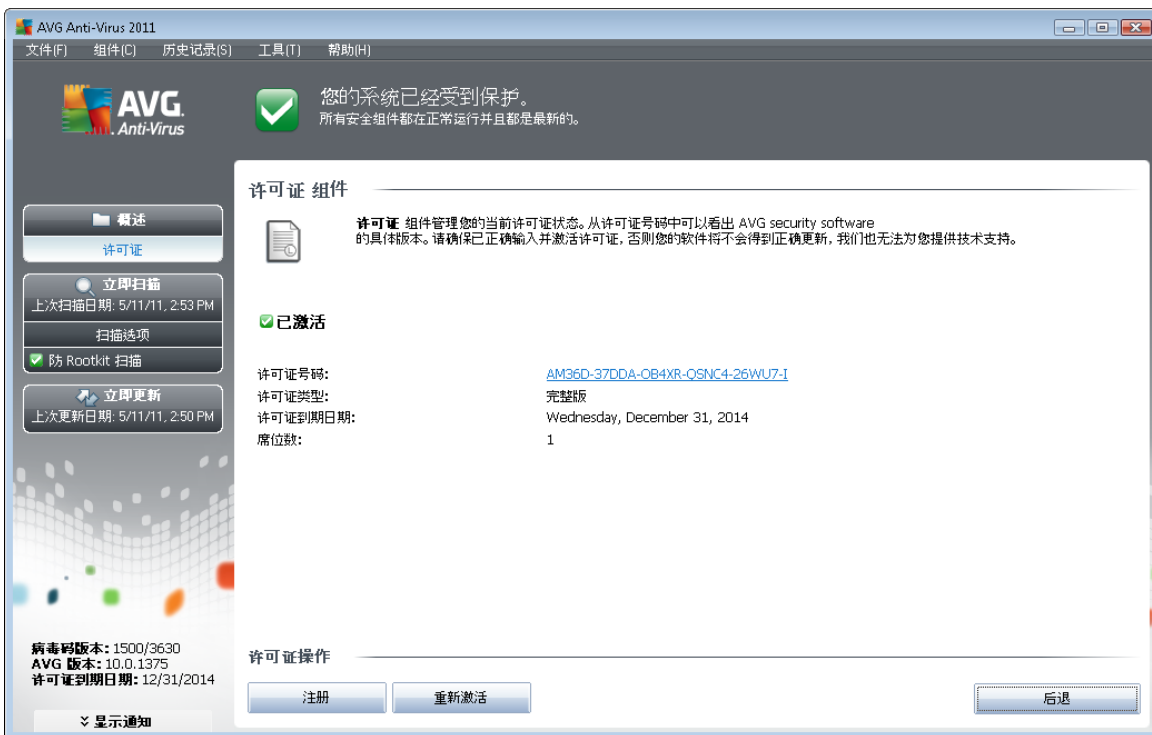 AVG Anti-Virus 2011
文件(F) 组件(C) 历史记录(S) 工具(T) 帮助(H)
AVG.
Anti-Virus
您的系统已经受到保护。
所有安全组件都在正常运行并且都是最新的。
概述
许可证
立即扫描
上次扫描日期: 5/11/11, 2:53 PM
扫描选项
防 Rootkit 扫描
立即更新
上次更新日期: 5/11/11, 2:50 PM
病毒码版本: 1500/3630
AVG 版本: 10.0.1375
许可证到期日期: 12/31/2014
显示通知
许可证 组件
许可证 组件管理您的当前许可证状态。从许可证号码中可以看出 AVG security software
的具体版本。请确保已正确输入并激活许可证, 否则您的软件将不会得到正确更新, 我们也无法为您提供技术支持。
已激活
许可证号码: AM36D-37DDA-OB4XR-QSNC4-26WU7-I
许可证类型: 完整版
许可证到期日期: Wednesday, December 31, 2014
席位数: 1
许可证操作
注册 重新激活 后退